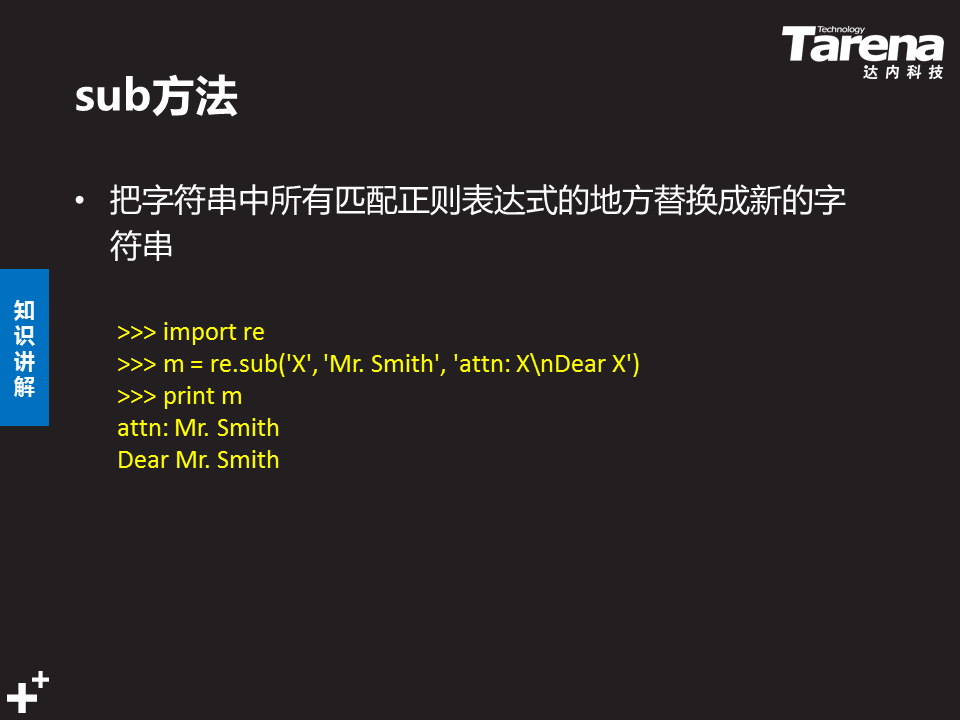 Technology
Tarena
达内科技
sub方法
• 把字符串中所有匹配正则表达式的地方替换成新的字
符串
知
识
讲
解
>>> import re
>>> m = re.sub('X', 'Mr. Smith', 'attn: X\nDear X')
>>> print m
attn: Mr. Smith
Dear Mr. Smith